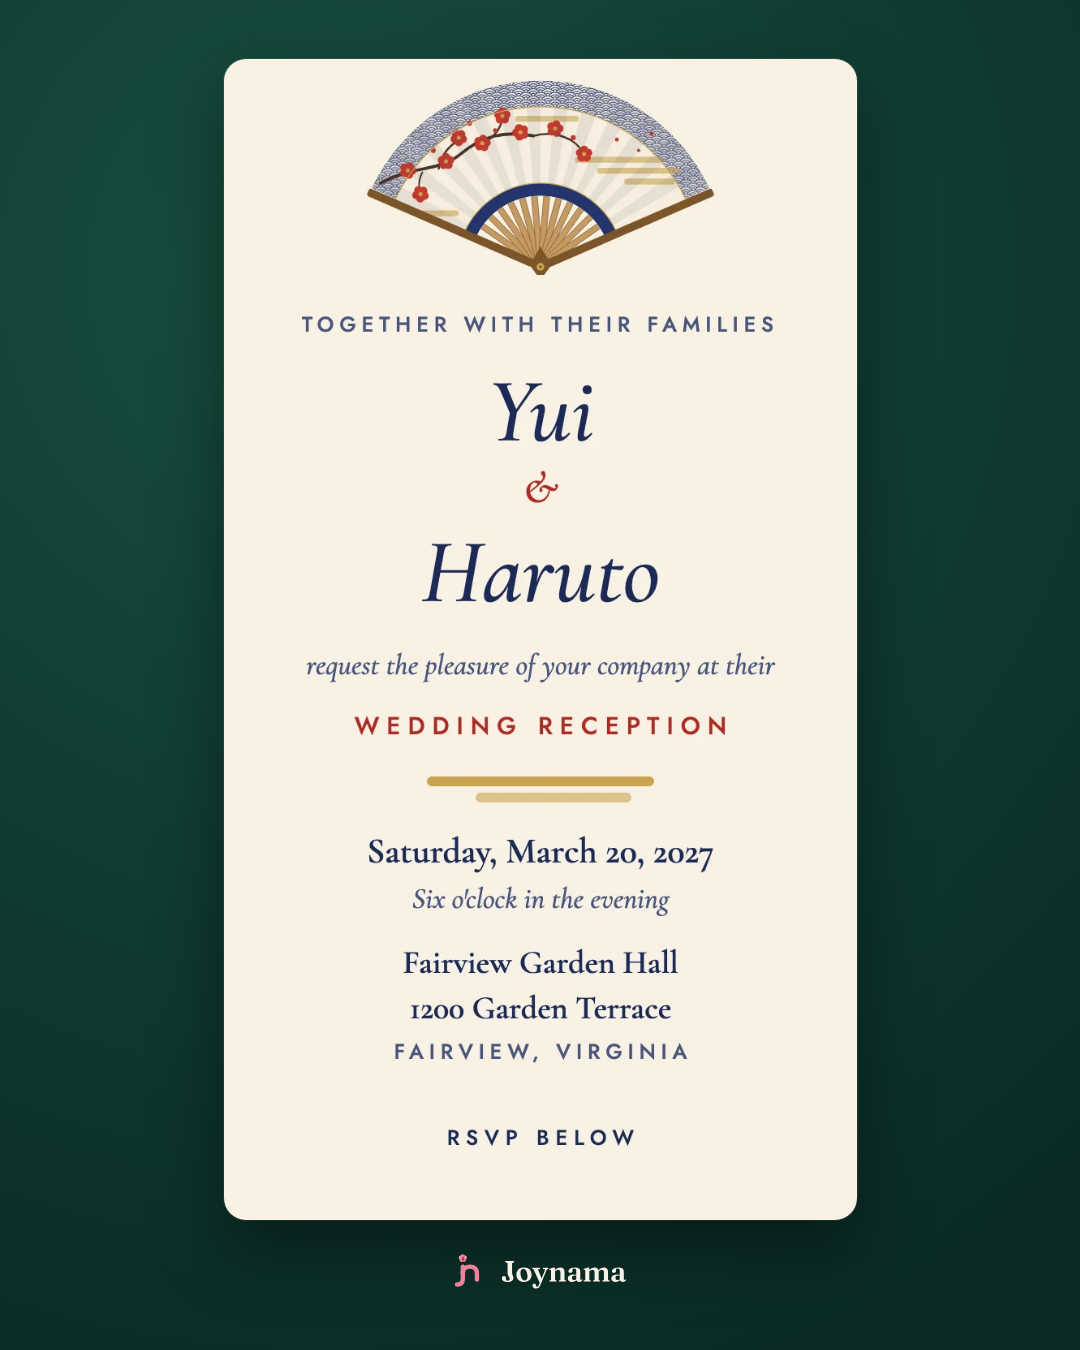 TOGETHER WITH THEIR FAMILIES
Yui
&
Haruto
request the pleasure of your company at their
WEDDING RECEPTION
Saturday, March 20, 2027
Six o'clock in the evening
Fairview Garden Hall
1200 Garden Terrace
FAIRVIEW, VIRGINIA
RSVP BELOW
Joynama